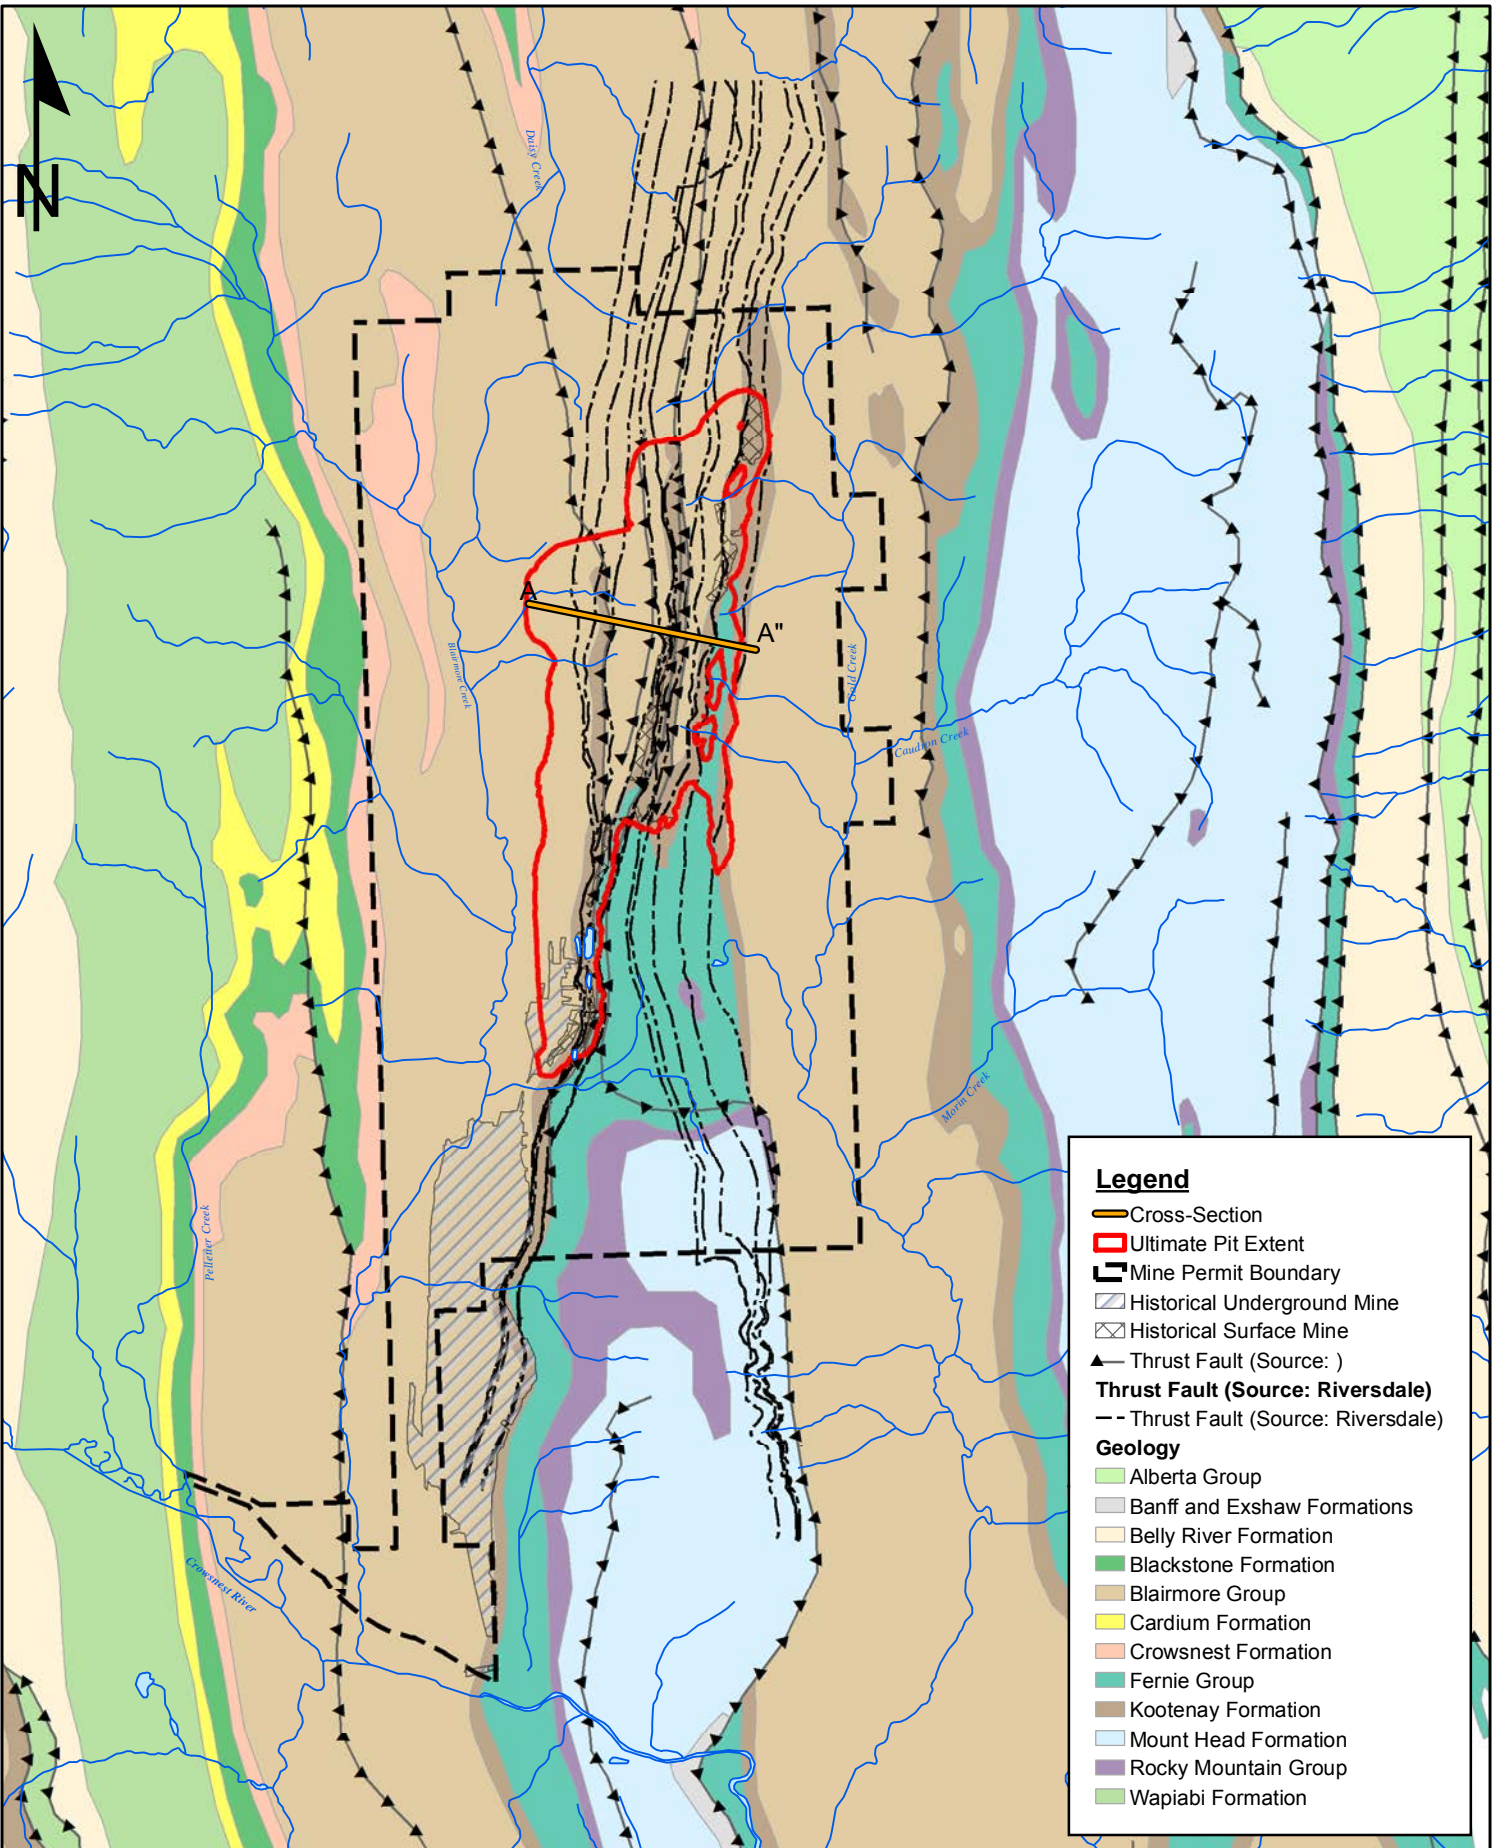 N
Daisy Creek
A
A"
Blairmore Creek
Gold Creek
Caudron Creek
Morin Creek
Pelletier Creek
Crowsnest River
Legend
Cross-Section
Ultimate Pit Extent
Mine Permit Boundary
Historical Underground Mine
Historical Surface Mine
Thrust Fault (Source: )
Thrust Fault (Source: Riversdale)
Thrust Fault (Source: Riversdale)
Geology
Alberta Group
Banff and Exshaw Formations
Belly River Formation
Blackstone Formation
Blairmore Group
Cardium Formation
Crowsnest Formation
Fernie Group
Kootenay Formation
Mount Head Formation
Rocky Mountain Group
Wapiabi Formation